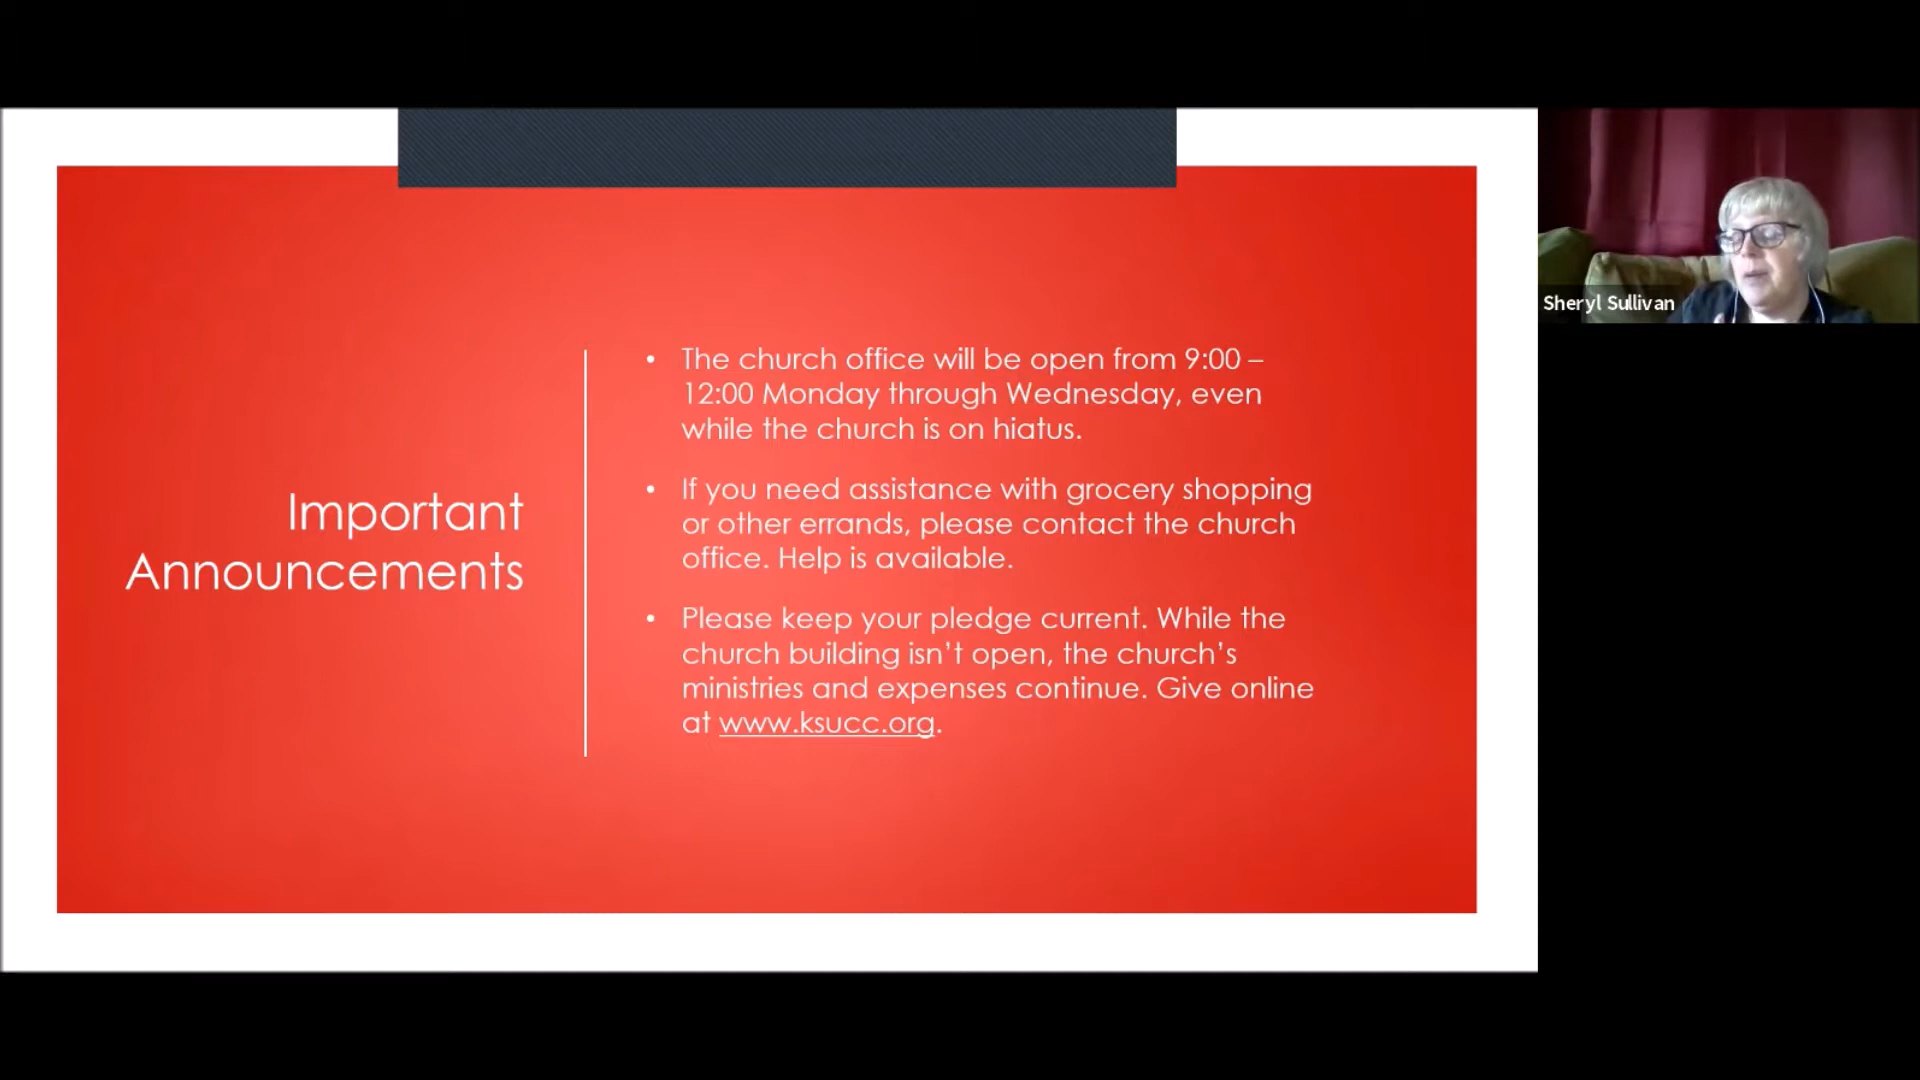 Important
Announcements
• The church office will be open from 9:00 –
12:00 Monday through Wednesday, even
while the church is on hiatus.
• If you need assistance with grocery shopping
or other errands, please contact the church
office. Help is available.
• Please keep your pledge current. While the
church building isn’t open, the church’s
ministries and expenses continue. Give online
at www.ksucc.org.
Sheryl Sullivan